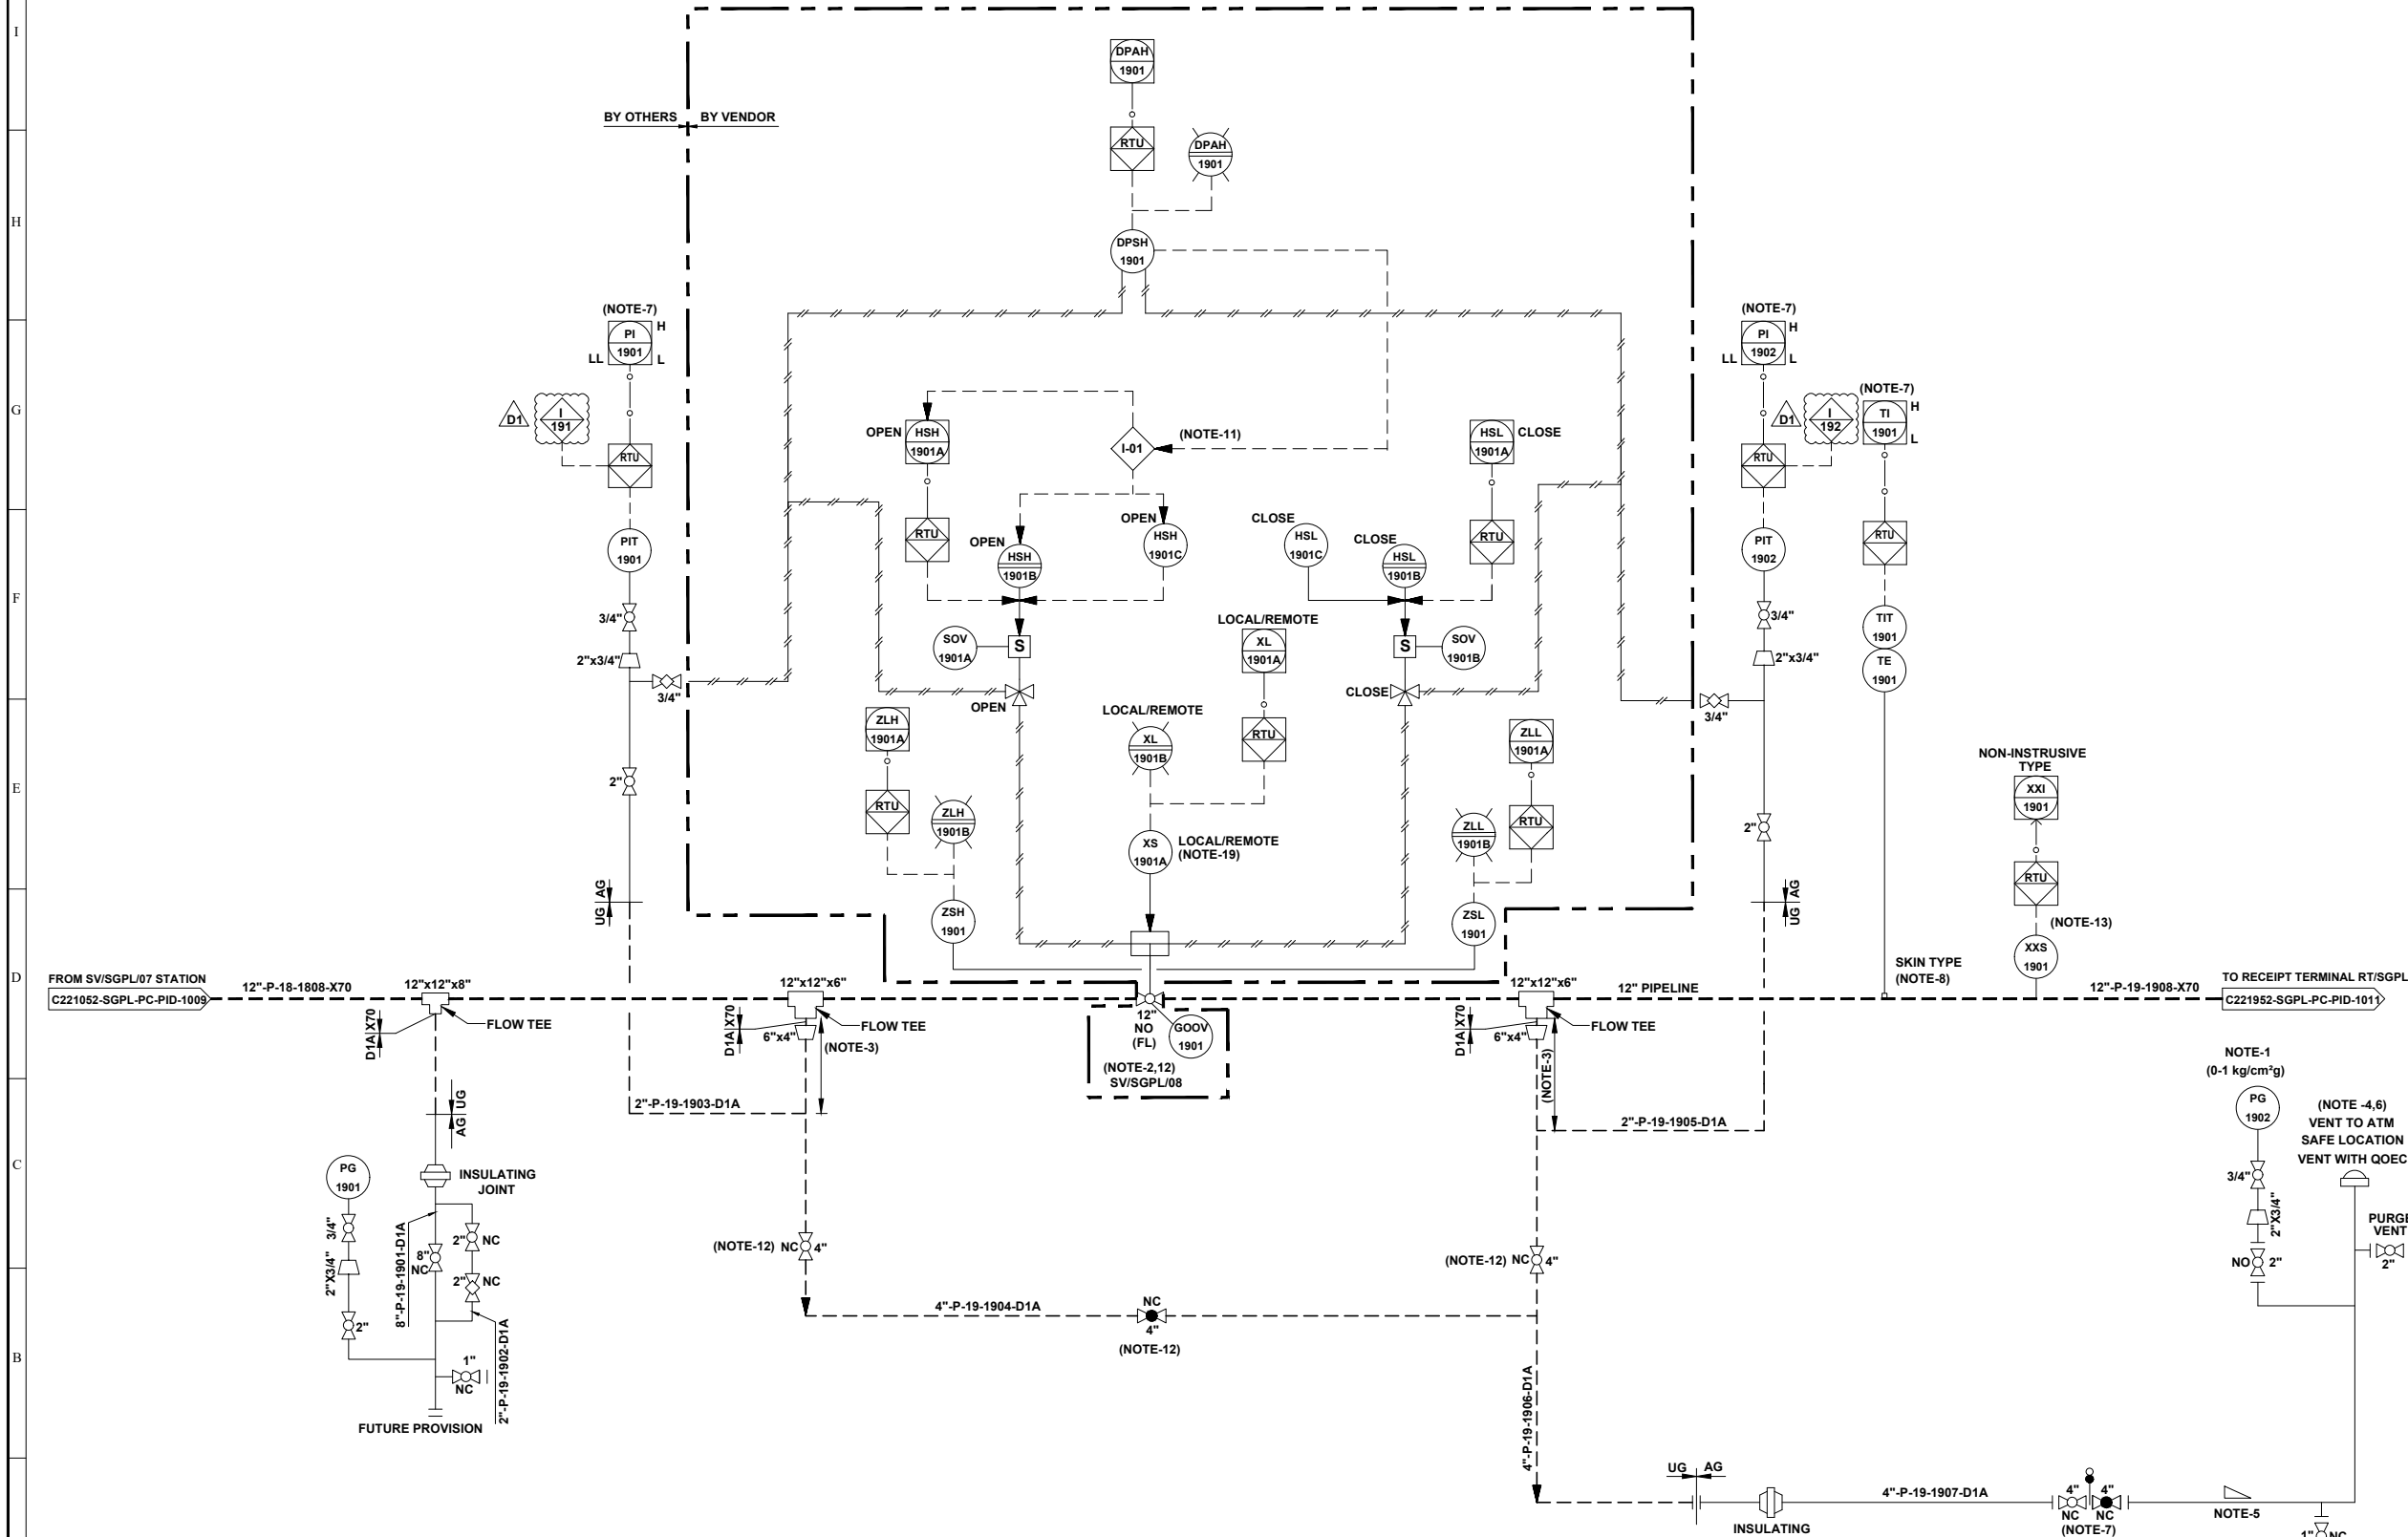 I
H
G
F
E
D
C
B
BY OTHERS
BY VENDOR
DPAH
1901
RTU
DPAH
1901
DPSH
1901
(NOTE-7)
PI
1901
H
LL
L
D1
I
191
RTU
PIT
1901
3/4"
2"x3/4"
3/4"
2"
UG
AG
OPEN
HSH
1901A
RTU
I-01
(NOTE-11)
OPEN
HSH
1901B
OPEN
HSH
1901C
CLOSE
HSL
1901C
CLOSE
HSL
1901B
HSL
1901A
CLOSE
RTU
SOV
1901A
S
OPEN
S
SOV
1901B
CLOSE
LOCAL/REMOTE
XL
1901A
RTU
LOCAL/REMOTE
XL
1901B
XS
1901A
LOCAL/REMOTE
(NOTE-19)
ZLH
1901A
RTU
ZLH
1901B
ZSH
1901
ZLL
1901A
RTU
ZLL
1901B
ZSL
1901
(NOTE-7)
PI
1902
H
LL
L
D1
I
192
RTU
PIT
1902
3/4"
2"x3/4"
3/4"
2"
UG
AG
(NOTE-7)
TI
1901
H
L
RTU
TIT
1901
TE
1901
SKIN TYPE
(NOTE-8)
NON-INSTRUSIVE
TYPE
XXI
1901
RTU
(NOTE-13)
XXS
1901
FROM SV/SGPL/07 STATION
C221052-SGPL-PC-PID-1009
12"-P-18-1808-X70
12"x12"x8"
D1A
X70
FLOW TEE
12"x12"x6"
D1A
X70
6"x4"
FLOW TEE
(NOTE-3)
12"
NO
(FL)
GOOV
1901
(NOTE-2,12)
SV/SGPL/08
12"x12"x6"
D1A
X70
6"x4"
FLOW TEE
(NOTE-3)
12" PIPELINE
12"-P-19-1908-X70
TO RECEIPT TERMINAL RT/SGPL
C221952-SGPL-PC-PID-1011
2"-P-19-1903-D1A
2"-P-19-1905-D1A
AG
UG
INSULATING
JOINT
PG
1901
3/4"
2"X3/4"
2"
8"-P-19-1901-D1A
8"
NC
2"
NC
2"
NC
2"-P-19-1902-D1A
1"
NC
FUTURE PROVISION
(NOTE-12)
NC
4"
4"-P-19-1904-D1A
NC
4"
(NOTE-12)
(NOTE-12)
NC
4"
4"-P-19-1906-D1A
UG
AG
INSULATING
4"-P-19-1907-D1A
4"
4"
NC
NC
(NOTE-7)
NOTE-5
1"
NC
NOTE-1
(0-1 kg/cm²g)
PG
1902
3/4"
2"X3/4"
NO
2"
(NOTE -4,6)
VENT TO ATM
SAFE LOCATION
VENT WITH QOEC
PURGE
VENT
2"